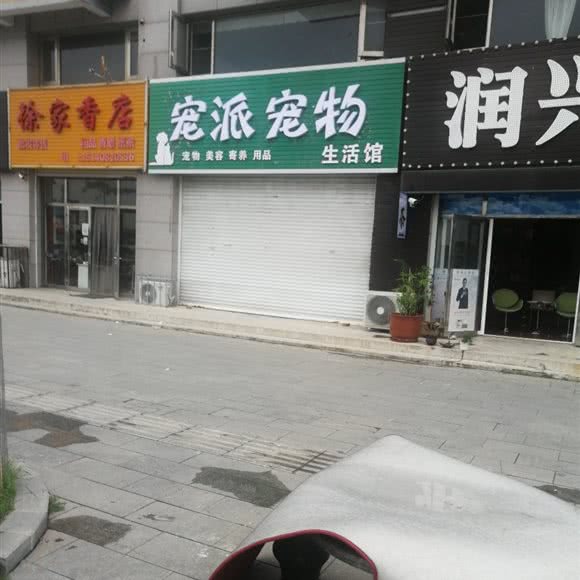 徐家香店
宠派宠物
宠物 美容 寄养 用品
生活馆
润兴